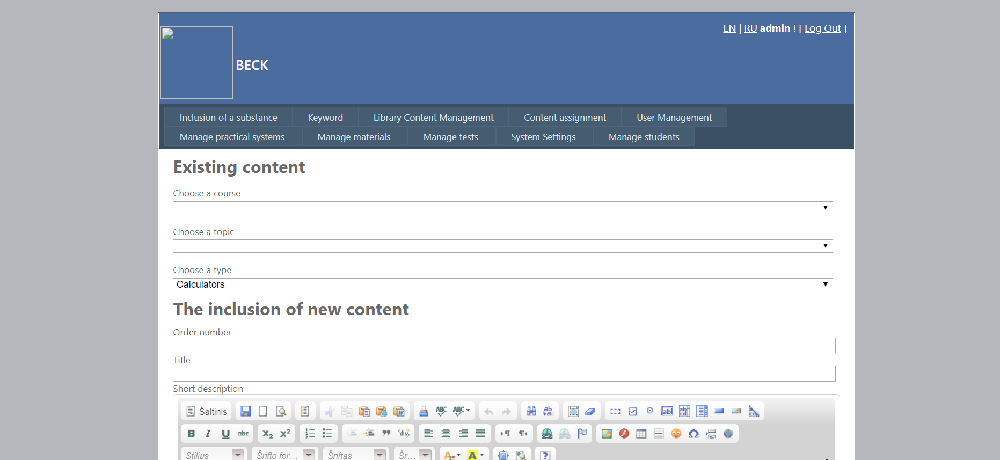 EN | RU admin ! [ Log Out ]
BECK
Inclusion of a substance Keyword Library Content Management Content assignment User Management
Manage practical systems Manage materials Manage tests System Settings Manage students
Existing content
Choose a course
Choose a topic
Choose a type
Calculators
The inclusion of new content
Order number
Title
Short description
Šaltinis
Stilius Šrifto for... Šriftas Šr...